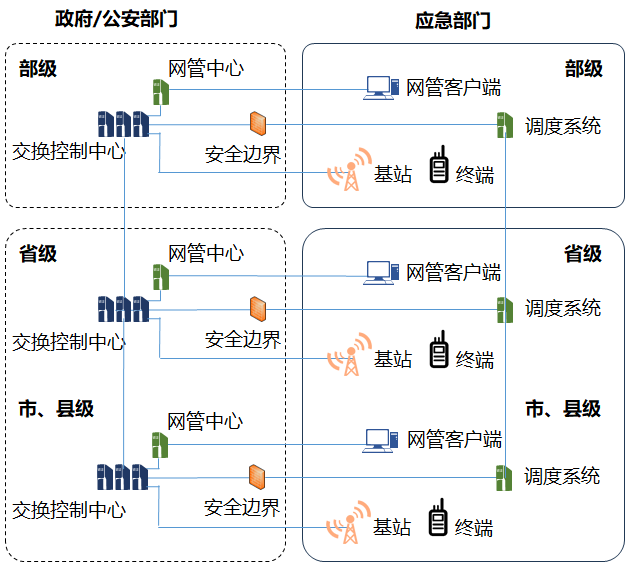 政府/公安部门
应急部门
部级
部级
网管中心
网管客户端
交换控制中心
安全边界
调度系统
基站
终端
省级
省级
网管中心
网管客户端
交换控制中心
安全边界
调度系统
基站
终端
市、县级
市、县级
网管中心
网管客户端
交换控制中心
安全边界
调度系统
基站
终端